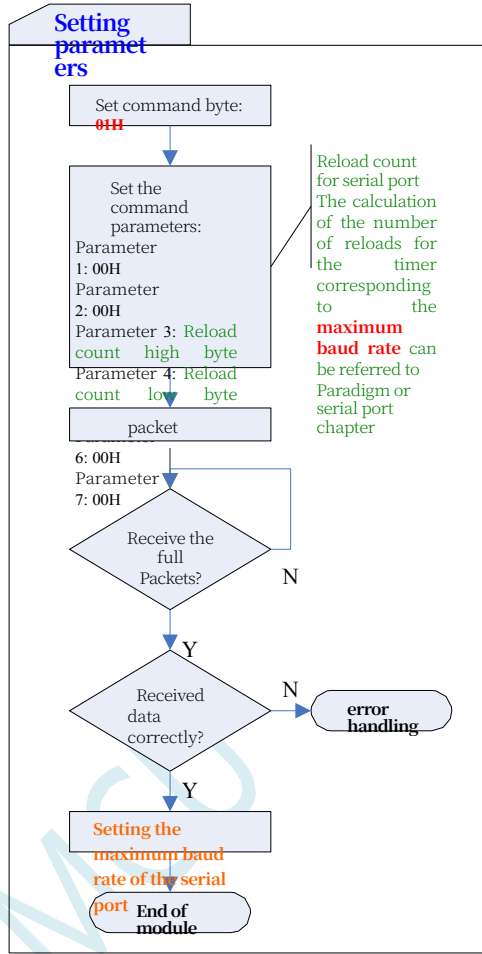 Setting
paramet
ers
Set command byte:
01H
Set the
command
parameters:
Parameter
1: 00H
Parameter
2: 00H
Parameter 3: Reload
count high byte
Parameter 4: Reload
count low byte
packet
6: 00H
Parameter
7: 00H
Reload count
for serial port
The calculation
of the number
of reloads for
the timer
corresponding
to the
maximum
baud rate can
be referred to
Paradigm or
serial port
chapter
Receive the
full
Packets?
N
Y
Received
data
correctly?
N
error
handling
Y
Setting the
maximum baud
rate of the serial
port
End of
module
MCU